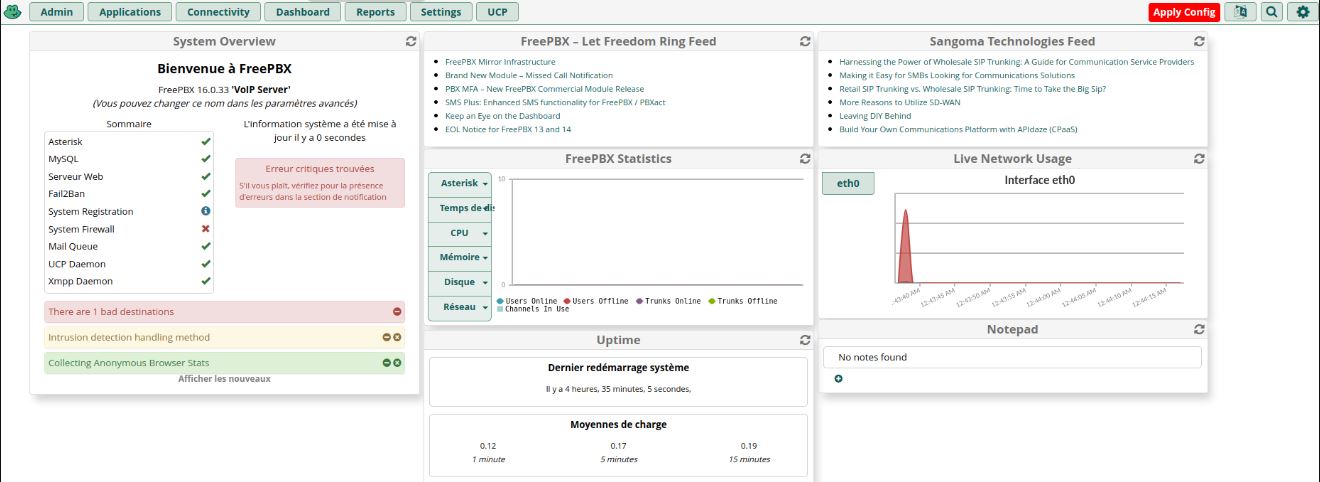 Admin Applications Connectivity Dashboard Reports Settings UCP Apply Config
System Overview
Bienvenue à FreePBX
FreePBX 16.0.33 'VoIP Server'
(Vous pouvez changer ce nom dans les paramètres avancés)
Sommaire
Asterisk
MySQL
Serveur Web
Fail2Ban
System Registration
System Firewall
Mail Queue
UCP Daemon
Xmpp Daemon
L'information système a été mise à
jour il y a 0 secondes
Erreur critiques trouvées
S'il vous plaît, vérifiez pour la présence
d'erreurs dans la section de notification
There are 1 bad destinations
Intrusion detection handling method
Collecting Anonymous Browser Stats
Afficher les nouveaux
FreePBX – Let Freedom Ring Feed
FreePBX Mirror Infrastructure
Brand New Module – Missed Call Notification
PBX MFA – New FreePBX Commercial Module Release
SMS Plus: Enhanced SMS functionality for FreePBX / PBXact
Keep an Eye on the Dashboard
EOL Notice for FreePBX 13 and 14
FreePBX Statistics
Asterisk
Temps de dis
CPU
Mémoire
Disque
Réseau
10
0
Users Online Users Offline Trunks Online Trunks Offline
Channels In Use
Uptime
Dernier redémarrage système
Il y a 4 heures, 35 minutes, 5 secondes,
Moyennes de charge
0.12 0.17 0.19
1 minute 5 minutes 15 minutes
Sangoma Technologies Feed
Harnessing the Power of Wholesale SIP Trunking: A Guide for Communication Service Providers
Making it Easy for SMBs Looking for Communications Solutions
Retail SIP Trunking vs. Wholesale SIP Trunking: Time to Take the Big Sip?
More Reasons to Utilize SD-WAN
Leaving DIY Behind
Build Your Own Communications Platform with APIdaze (CPaaS)
Live Network Usage
eth0
Interface eth0
:43:40 AM 12:43:45 AM 12:43:50 AM 12:43:55 AM 12:44:00 AM 12:44:05 AM 12:44:10 AM 12:44:15 AM
Notepad
No notes found